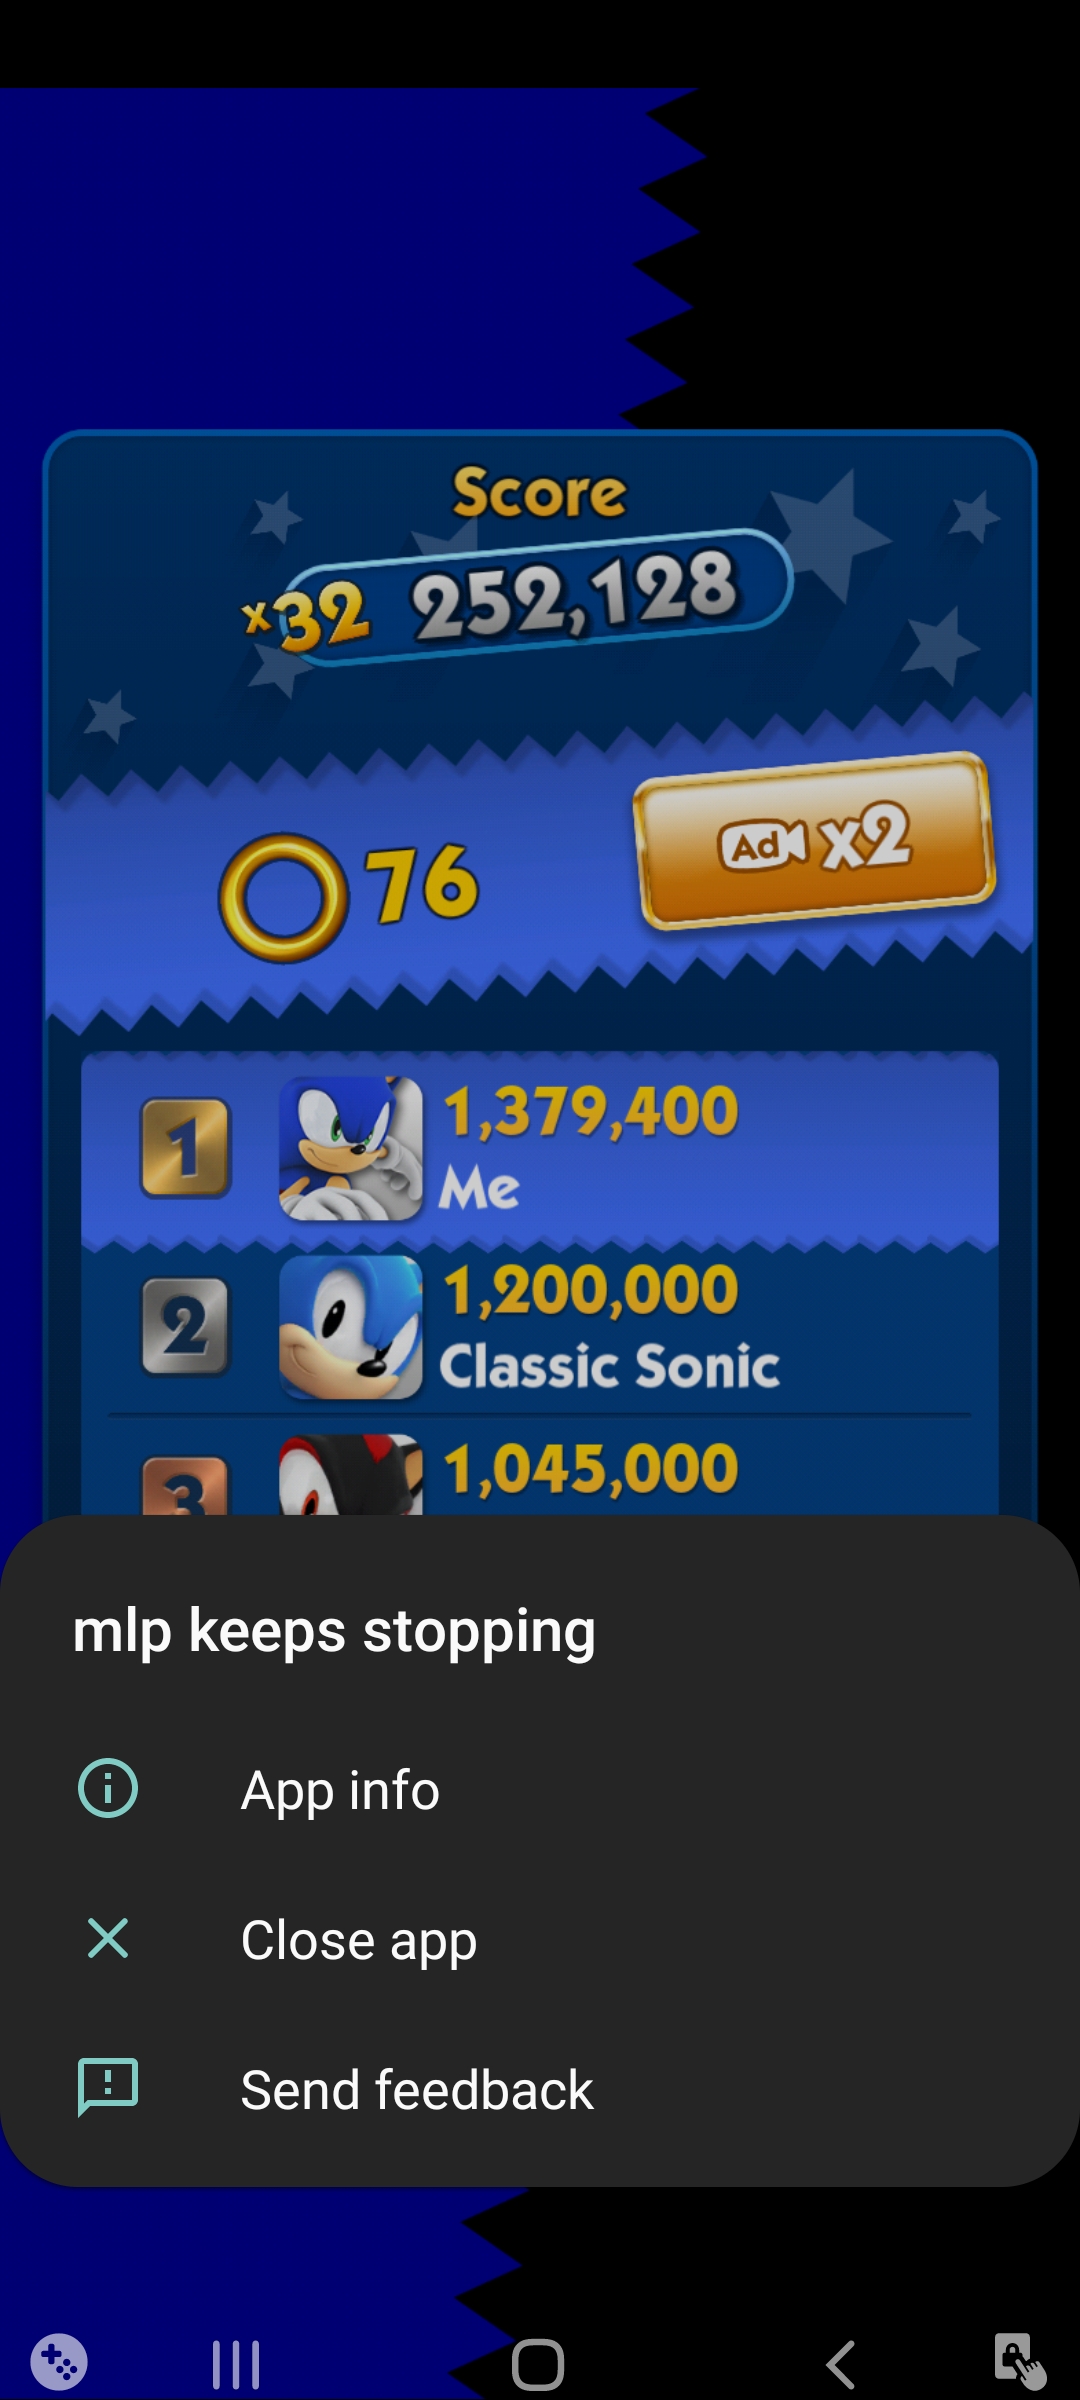 Score
x32 252,128
76
Ad x2
1
1,379,400
Me
2
1,200,000
Classic Sonic
3
1,045,000
mlp keeps stopping
App info
Close app
Send feedback